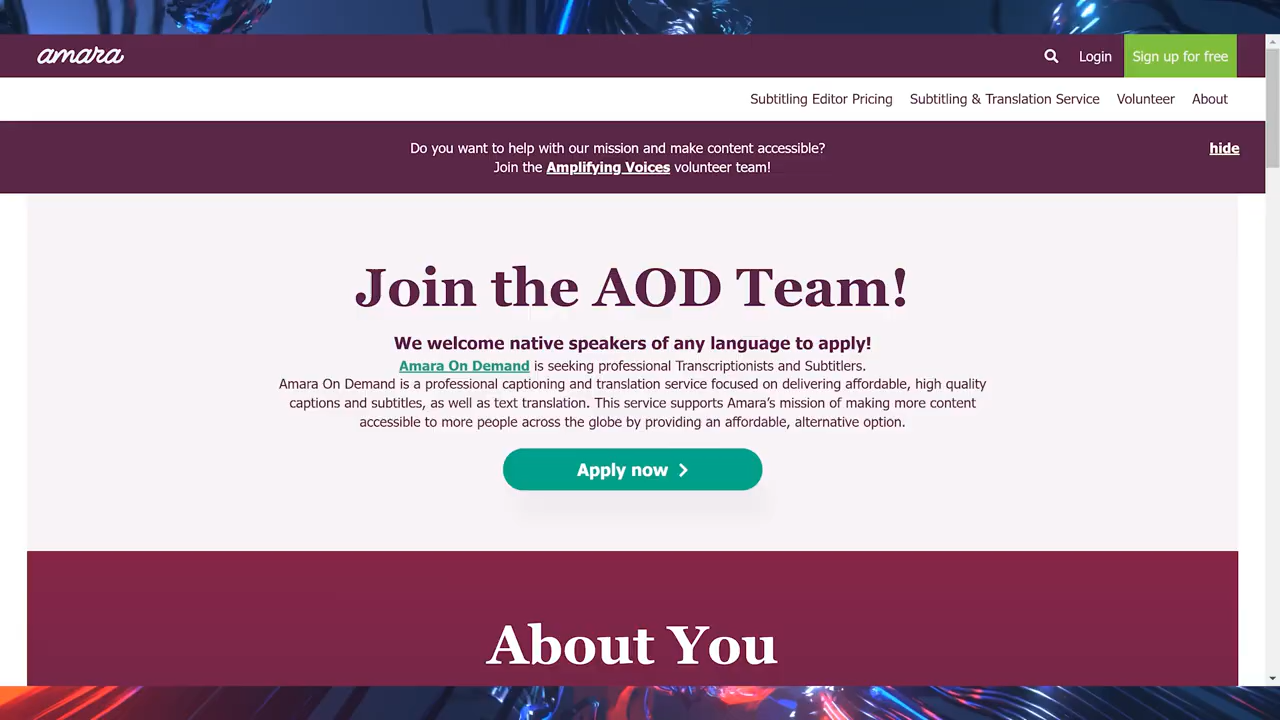 amara
Login
Sign up for free
Subtitling Editor Pricing
Subtitling & Translation Service
Volunteer
About
Do you want to help with our mission and make content accessible?
hide
Join the Amplifying Voices volunteer team!
Join the AOD Team!
We welcome native speakers of any language to apply!
Amara On Demand is seeking professional Transcriptionists and Subtitlers.
Amara On Demand is a professional captioning and translation service focused on delivering affordable, high quality
captions and subtitles, as well as text translation. This service supports Amara’s mission of making more content
accessible to more people across the globe by providing an affordable, alternative option.
Apply now
About You